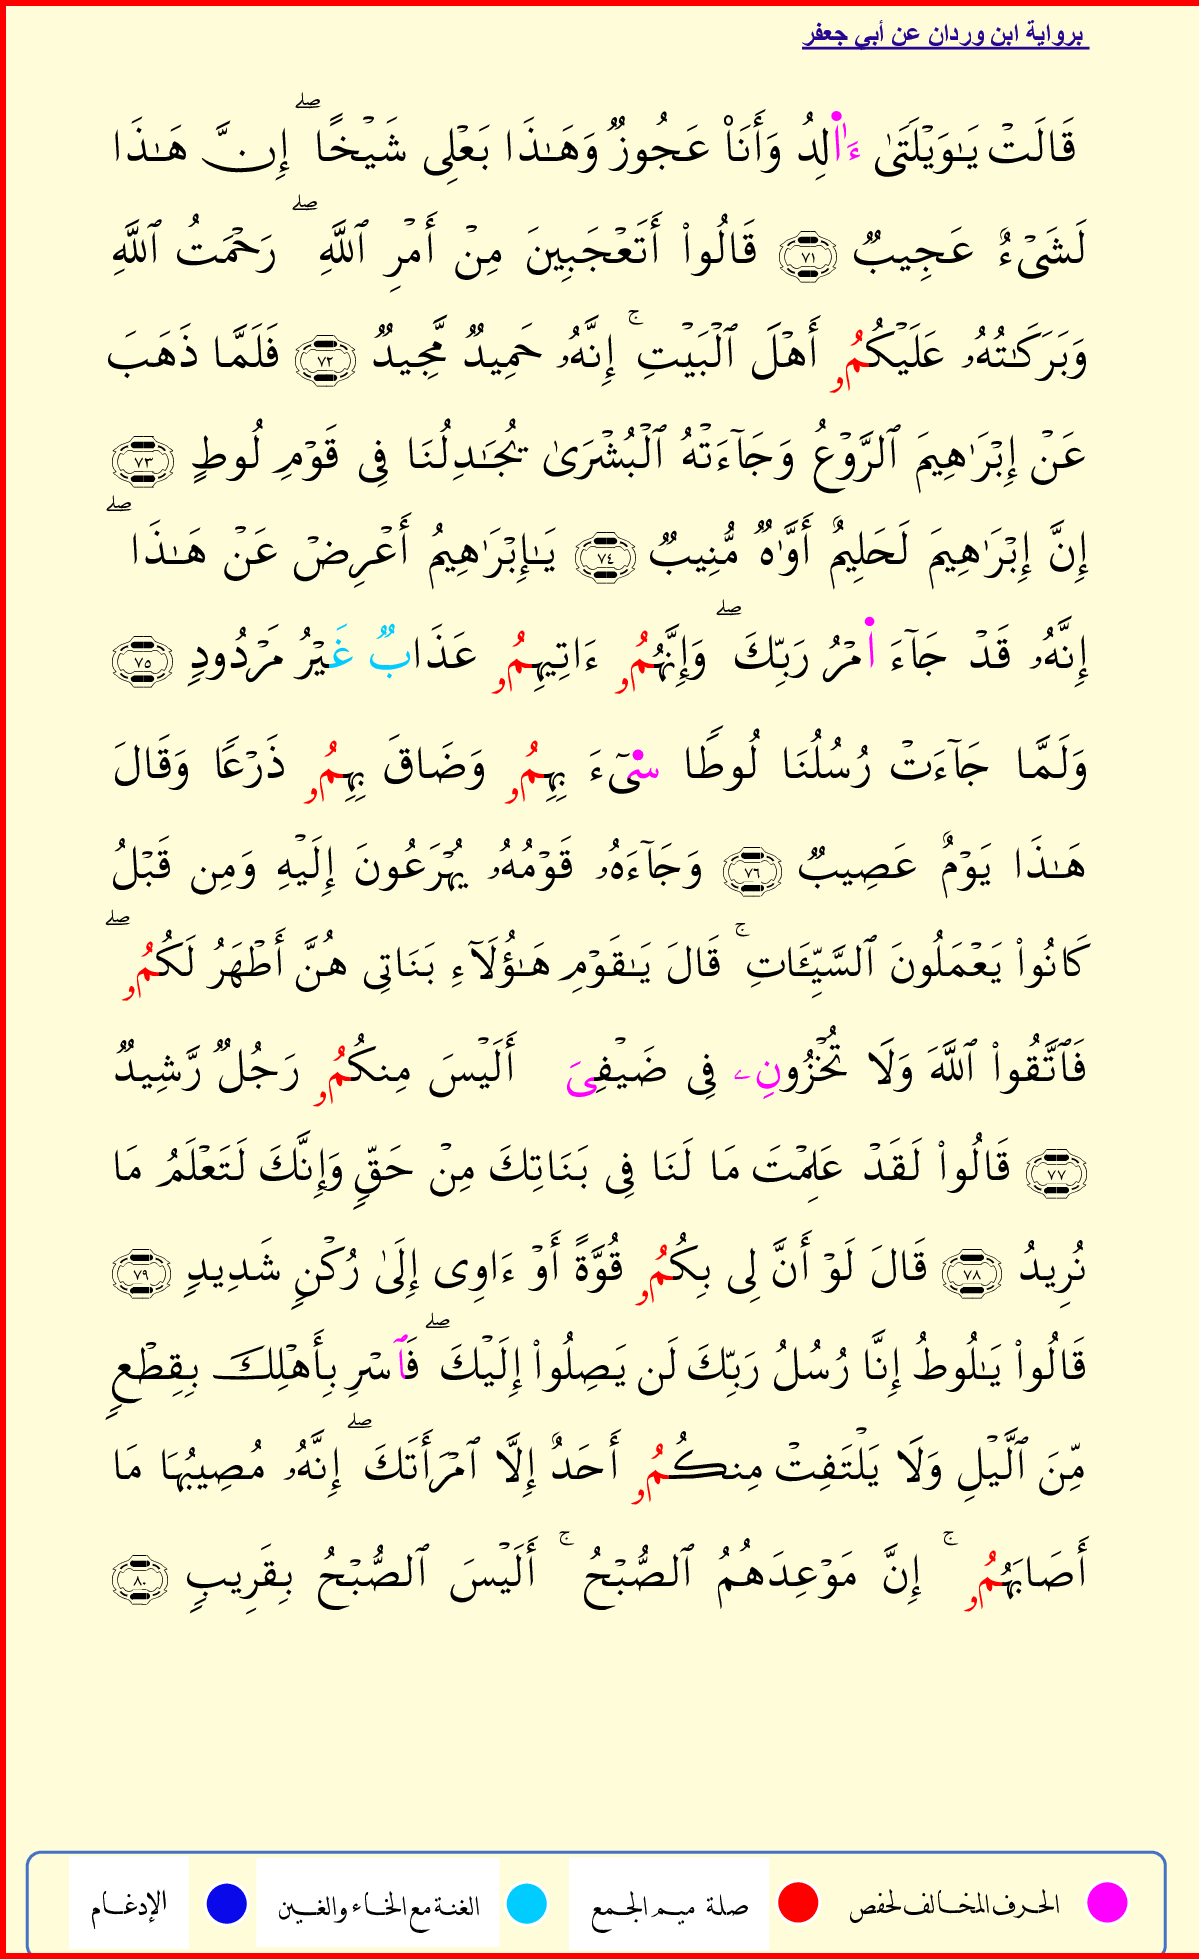 برواية ابن وردان عن أبي جعفر
قَالَتۡ يَٰوَيۡلَتَىٰ ءَا۬لِدُ وَأَنَا۠ عَجُوزٞ وَهَٰذَا بَعۡلِي شَيۡخًاۖ إِنَّ هَٰذَا
لَشَيۡءٌ عَجِيبٞ ٧١ قَالُواْ أَتَعۡجَبِينَ مِنۡ أَمۡرِ ٱللَّهِۖ رَحۡمَتُ ٱللَّهِ
وَبَرَكَٰتُهُۥ عَلَيۡكُمُۥ أَهۡلَ ٱلۡبَيۡتِۚ إِنَّهُۥ حَمِيدٞ مَّجِيدٞ ٧٢ فَلَمَّا ذَهَبَ
عَنۡ إِبۡرَٰهِيمَ ٱلرَّوۡعُ وَجَآءَتۡهُ ٱلۡبُشۡرَىٰ يُجَٰدِلُنَا فِي قَوۡمِ لُوطٍ ٧٣
إِنَّ إِبۡرَٰهِيمَ لَحَلِيمٌ أَوَّٰهٞ مُّنِيبٞ ٧٤ يَٰٓإِبۡرَٰهِيمُ أَعۡرِضۡ عَنۡ هَٰذَاۖ
إِنَّهُۥ قَدۡ جَآءَ ا۬مۡرُ رَبِّكَۖ وَإِنَّهُمُۥ ءَاتِيهِمُۥ عَذَابٞ غَيۡرُ مَرۡدُودٖ ٧٥
وَلَمَّا جَآءَتۡ رُسُلُنَا لُوطٗا سِيٓءَ بِهِمُۥ وَضَاقَ بِهِمُۥ ذَرۡعٗا وَقَالَ
هَٰذَا يَوۡمٌ عَصِيبٞ ٧٦ وَجَآءَهُۥ قَوۡمُهُۥ يُهۡرَعُونَ إِلَيۡهِ وَمِن قَبۡلُ
كَانُواْ يَعۡمَلُونَ ٱلسَّيِّـَٔاتِۚ قَالَ يَٰقَوۡمِ هَٰٓؤُلَآءِ بَنَاتِي هُنَّ أَطۡهَرُ لَكُمُۥۖ
فَٱتَّقُواْ ٱللَّهَ وَلَا تُخۡزُونِۦ فِي ضَيۡفِيَ أَلَيۡسَ مِنكُمُۥ رَجُلٞ رَّشِيدٞ
٧٧ قَالُواْ لَقَدۡ عَلِمۡتَ مَا لَنَا فِي بَنَاتِكَ مِنۡ حَقّٖ وَإِنَّكَ لَتَعۡلَمُ مَا
نُرِيدُ ٧٨ قَالَ لَوۡ أَنَّ لِي بِكُمُۥ قُوَّةً أَوۡ ءَاوِي إِلَىٰ رُكۡنٖ شَدِيدٖ ٧٩
قَالُواْ يَٰلُوطُ إِنَّا رُسُلُ رَبِّكَ لَن يَصِلُواْ إِلَيۡكَۖ فَٱسۡرِ بِأَهۡلِكَ بِقِطۡعٖ
مِّنَ ٱلَّيۡلِ وَلَا يَلۡتَفِتۡ مِنكُمُۥ أَحَدٌ إِلَّا ٱمۡرَأَتَكَۖ إِنَّهُۥ مُصِيبُهَا مَا
أَصَابَهُمُۥۚ إِنَّ مَوۡعِدَهُمُ ٱلصُّبۡحُۚ أَلَيۡسَ ٱلصُّبۡحُ بِقَرِيبٖ ٨٠
الحرف المخالف لحفص صلة ميم الجمع الغنة مع الخاء والغين الإدغام